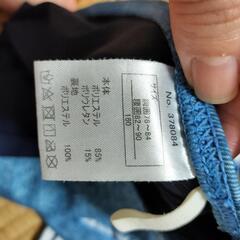 No. 378084
サイズ
胸囲76〜84
腰囲82〜90
160
本体
ポリエステル 85%
ポリウレタン 15%
裏地
ポリエステル 100%